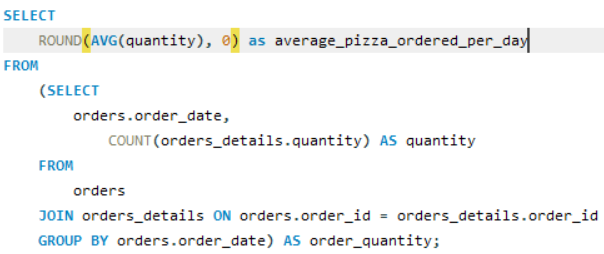 SELECT
ROUND(AVG(quantity), 0) as average_pizza_ordered_per_day
FROM
(SELECT
orders.order_date,
COUNT(orders_details.quantity) AS quantity
FROM
orders
JOIN orders_details ON orders.order_id = orders_details.order_id
GROUP BY orders.order_date) AS order_quantity;